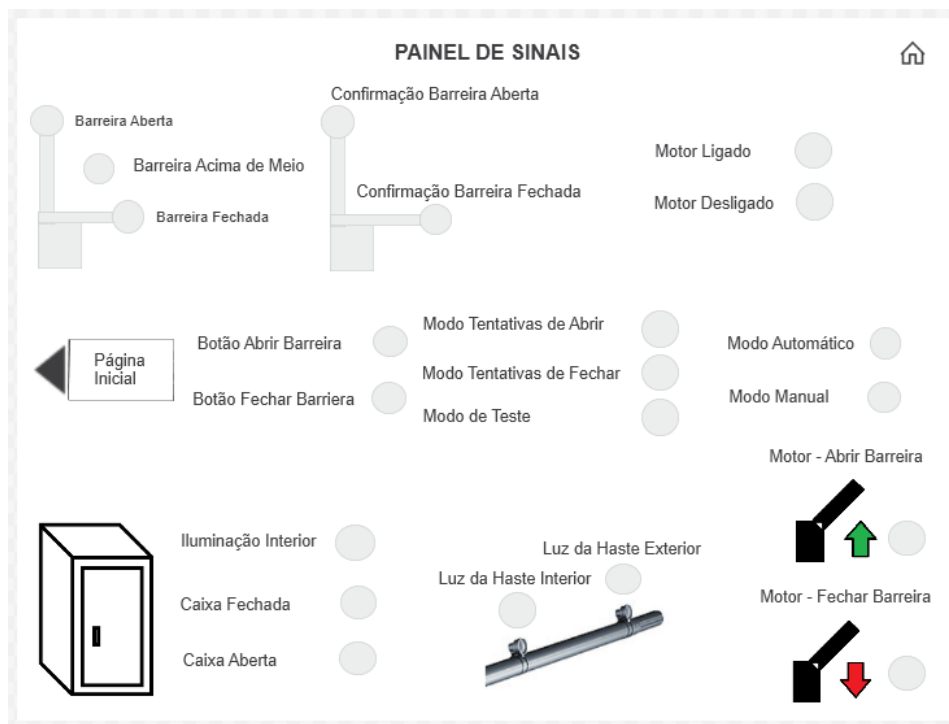 PAINEL DE SINAIS
Confirmação Barreira Aberta
Barreira Aberta
Barreira Acima de Meio
Motor Ligado
Confirmação Barreira Fechada
Motor Desligado
Barreira Fechada
Modo Tentativas de Abrir
Botão Abrir Barreira
Modo Automático
Página
Inicial
Modo Tentativas de Fechar
Botão Fechar Barriera
Modo Manual
Modo de Teste
Motor - Abrir Barreira
Iluminação Interior
Luz da Haste Exterior
Luz da Haste Interior
Motor - Fechar Barreira
Caixa Fechada
Caixa Aberta